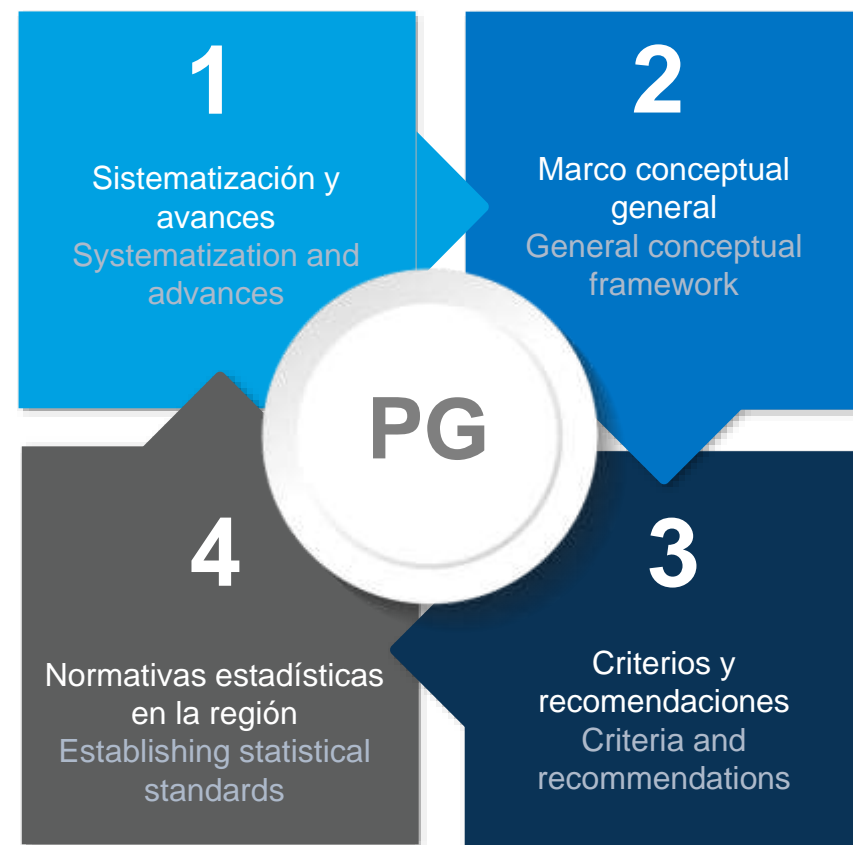 1
Sistematización y
avances
Systematization and
advances
2
Marco conceptual
general
General conceptual
framework
PG
3
Criterios y
recomendaciones
Criteria and
recommendations
4
Normativas estadísticas
en la región
Establishing statistical
standards